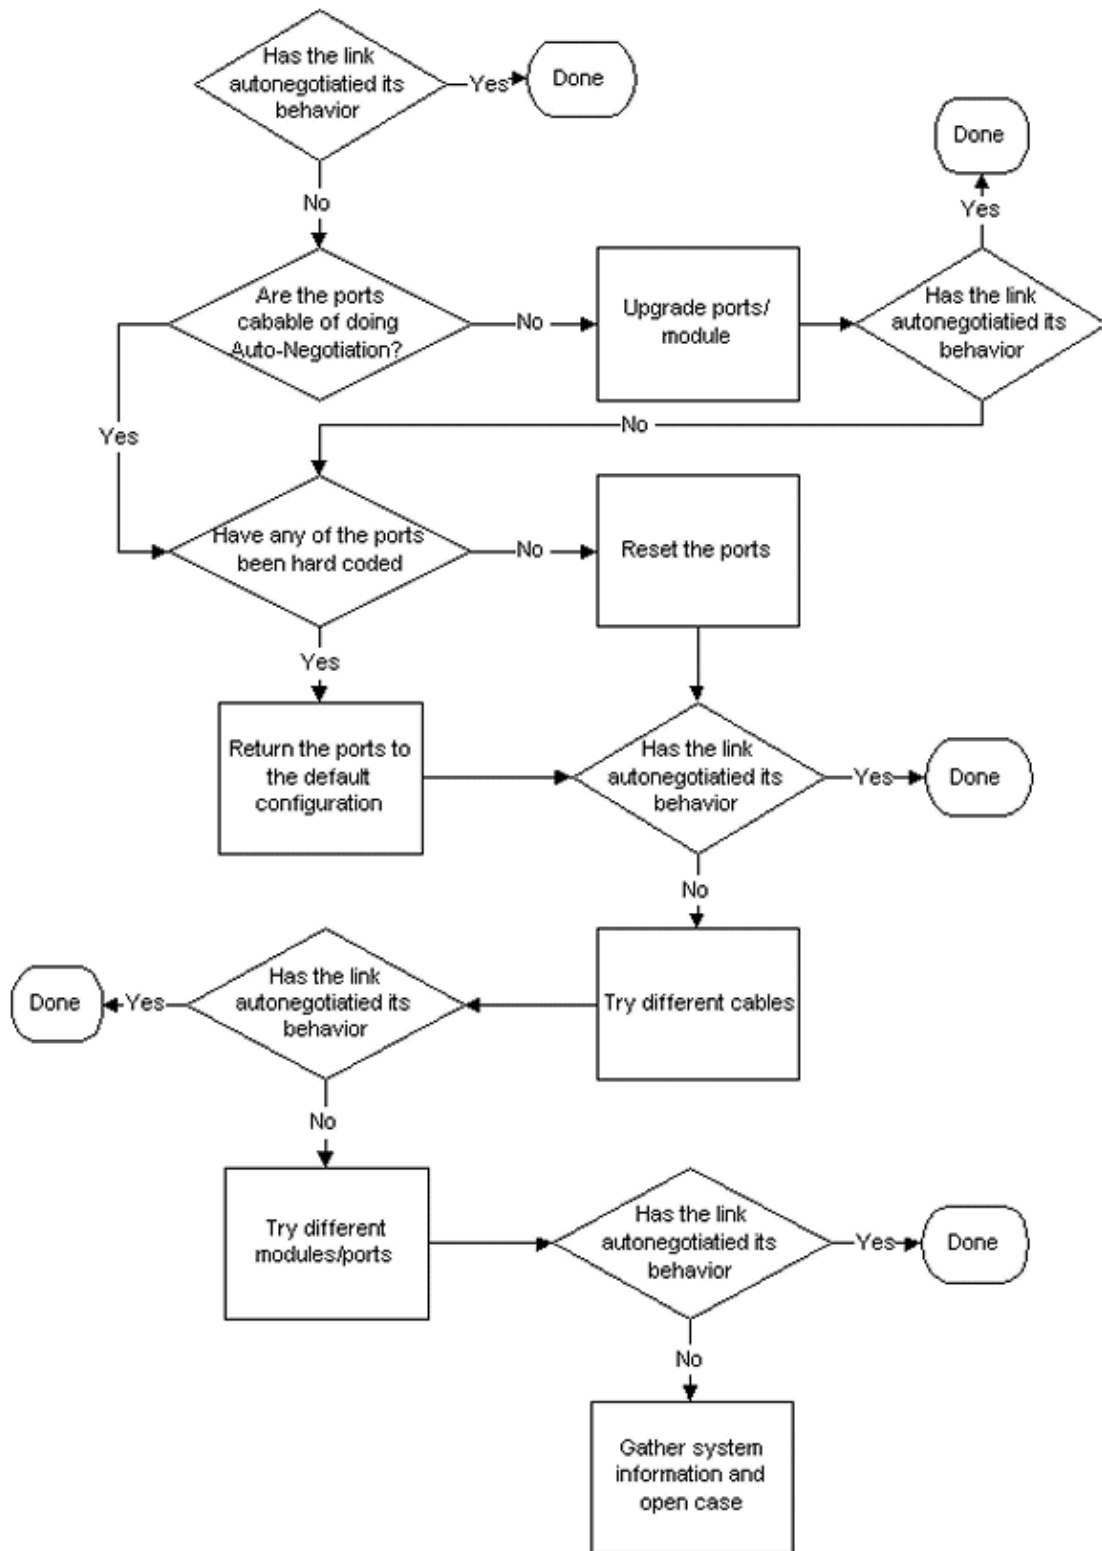 Has the link
autonegotiatied its
behavior
Yes
Done
Done
No
Yes
Are the ports
cabable of doing
Auto-Negotiation?
No
Upgrade ports/
module
Has the link
autonegotiatied its
behavior
Yes
No
Have any of the ports
been hard coded
No
Reset the ports
Yes
Return the ports to
the default
configuration
Has the link
autonegotiatied its
behavior
Yes
Done
No
Done
Yes
Has the link
autonegotiatied its
behavior
Try different cables
No
Try different
modules/ports
Has the link
autonegotiatied its
behavior
Yes
Done
No
Gather system
information and
open case